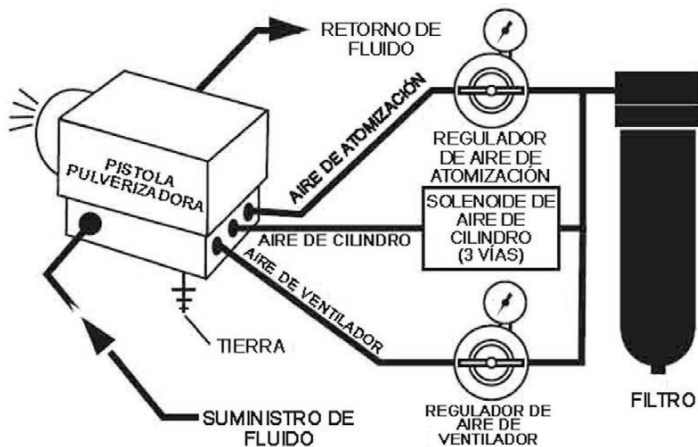 RETORNO DE
FLUIDO
PISTOLA
PULVERIZADORA
AIRE DE ATOMIZACIÓN
REGULADOR
DE AIRE DE
ATOMIZACIÓN
SOLENOIDE DE
AIRE DE
CILINDRO
(3 VÍAS)
AIRE DE CILINDRO
AIRE DE VENTILADOR
TIERRA
SUMINISTRO DE
FLUIDO
REGULADOR DE
AIRE DE
VENTILADOR
FILTRO